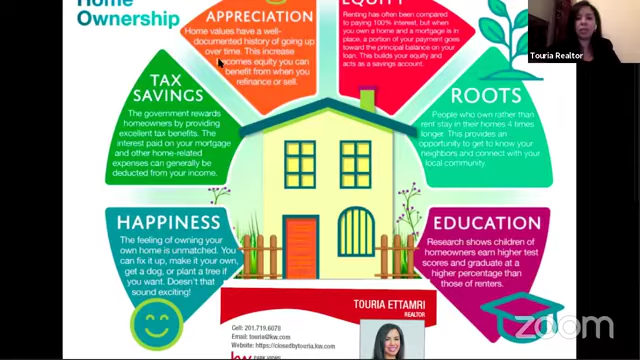 Home
Ownership
APPRECIATION
Home values have a well-
documented history of going up
over time. This increase
becomes equity you can
benefit from when you
refinance or sell.
EQUITY
Renting has often been compared
to paying 100% interest, but when
you own a home and a mortgage is in
place, a portion of your payment goes
toward the principal balance on
your loan. This builds your equity
and acts as a savings account.
TAX
SAVINGS
The government rewards
homeowners by providing
excellent tax benefits. The
interest paid on your mortgage
and other home-related
expenses can generally be
deducted from your income.
ROOTS
People who own rather than
rent stay in their homes 4 times
longer. This provides an
opportunity to get to know your
neighbors and connect with your
local community.
HAPPINESS
The feeling of owning your
own home is unmatched. You
can fix it up, make it your own,
get a dog, or plant a tree if
you want. Doesn't that
sound exciting!
EDUCATION
Research shows children of
homeowners earn higher test
scores and graduate at a
higher percentage than
those of renters.
TOURIA ETTAMRI
REALTOR
Cell: 201.719.6078
Email: touria@kw.com
Website: https://closedbytouria.kw.com
kw PARK VIEWS
Touria Realtor
zoom